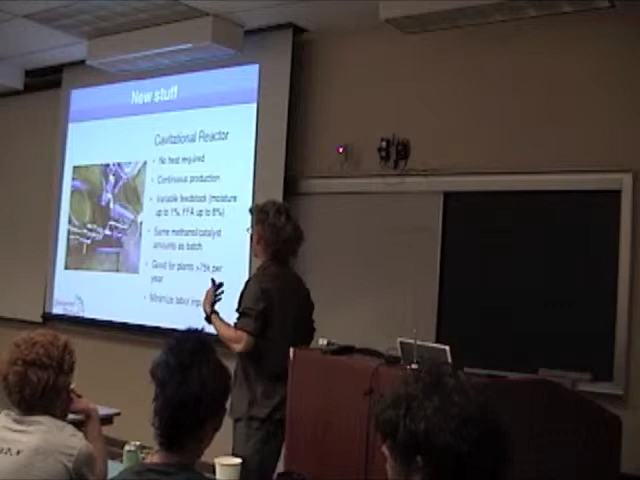 New stuff
Cavitational Reactor
• No heat required
• Continuous production
• Variable feedstock (moisture
up to 1%, FFA up to 8%)
• Same methanol/catalyst
amounts as batch
• Good for plants >75k per
year
• Minimize labor